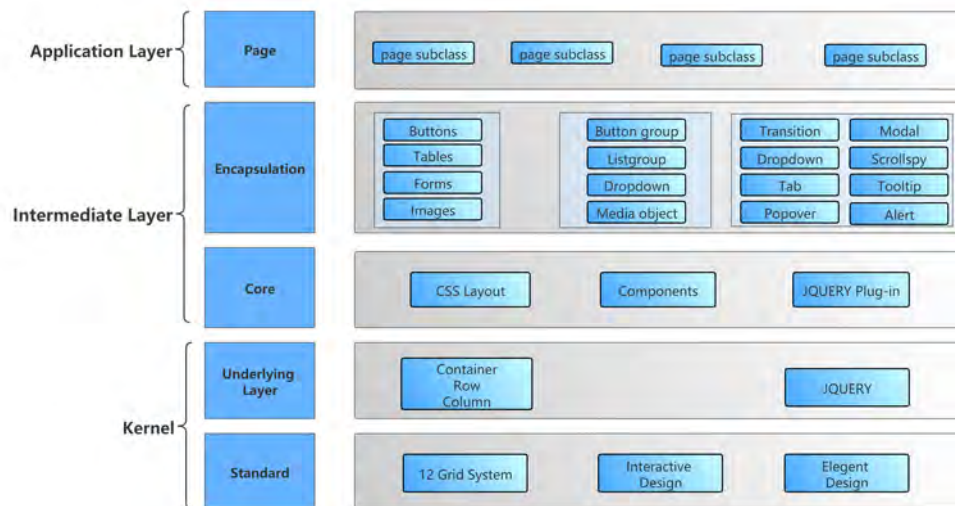 Application Layer
Page
page subclass
page subclass
page subclass
page subclass
Intermediate Layer
Encapsulation
Buttons
Tables
Forms
Images
Button group
Listgroup
Dropdown
Media object
Transition
Modal
Dropdown
Scrollspy
Tab
Tooltip
Popover
Alert
Core
CSS Layout
Components
JQUERY Plug-in
Kernel
Underlying
Layer
Container
Row
Column
JQUERY
Standard
12 Grid System
Interactive
Design
Elegent
Design